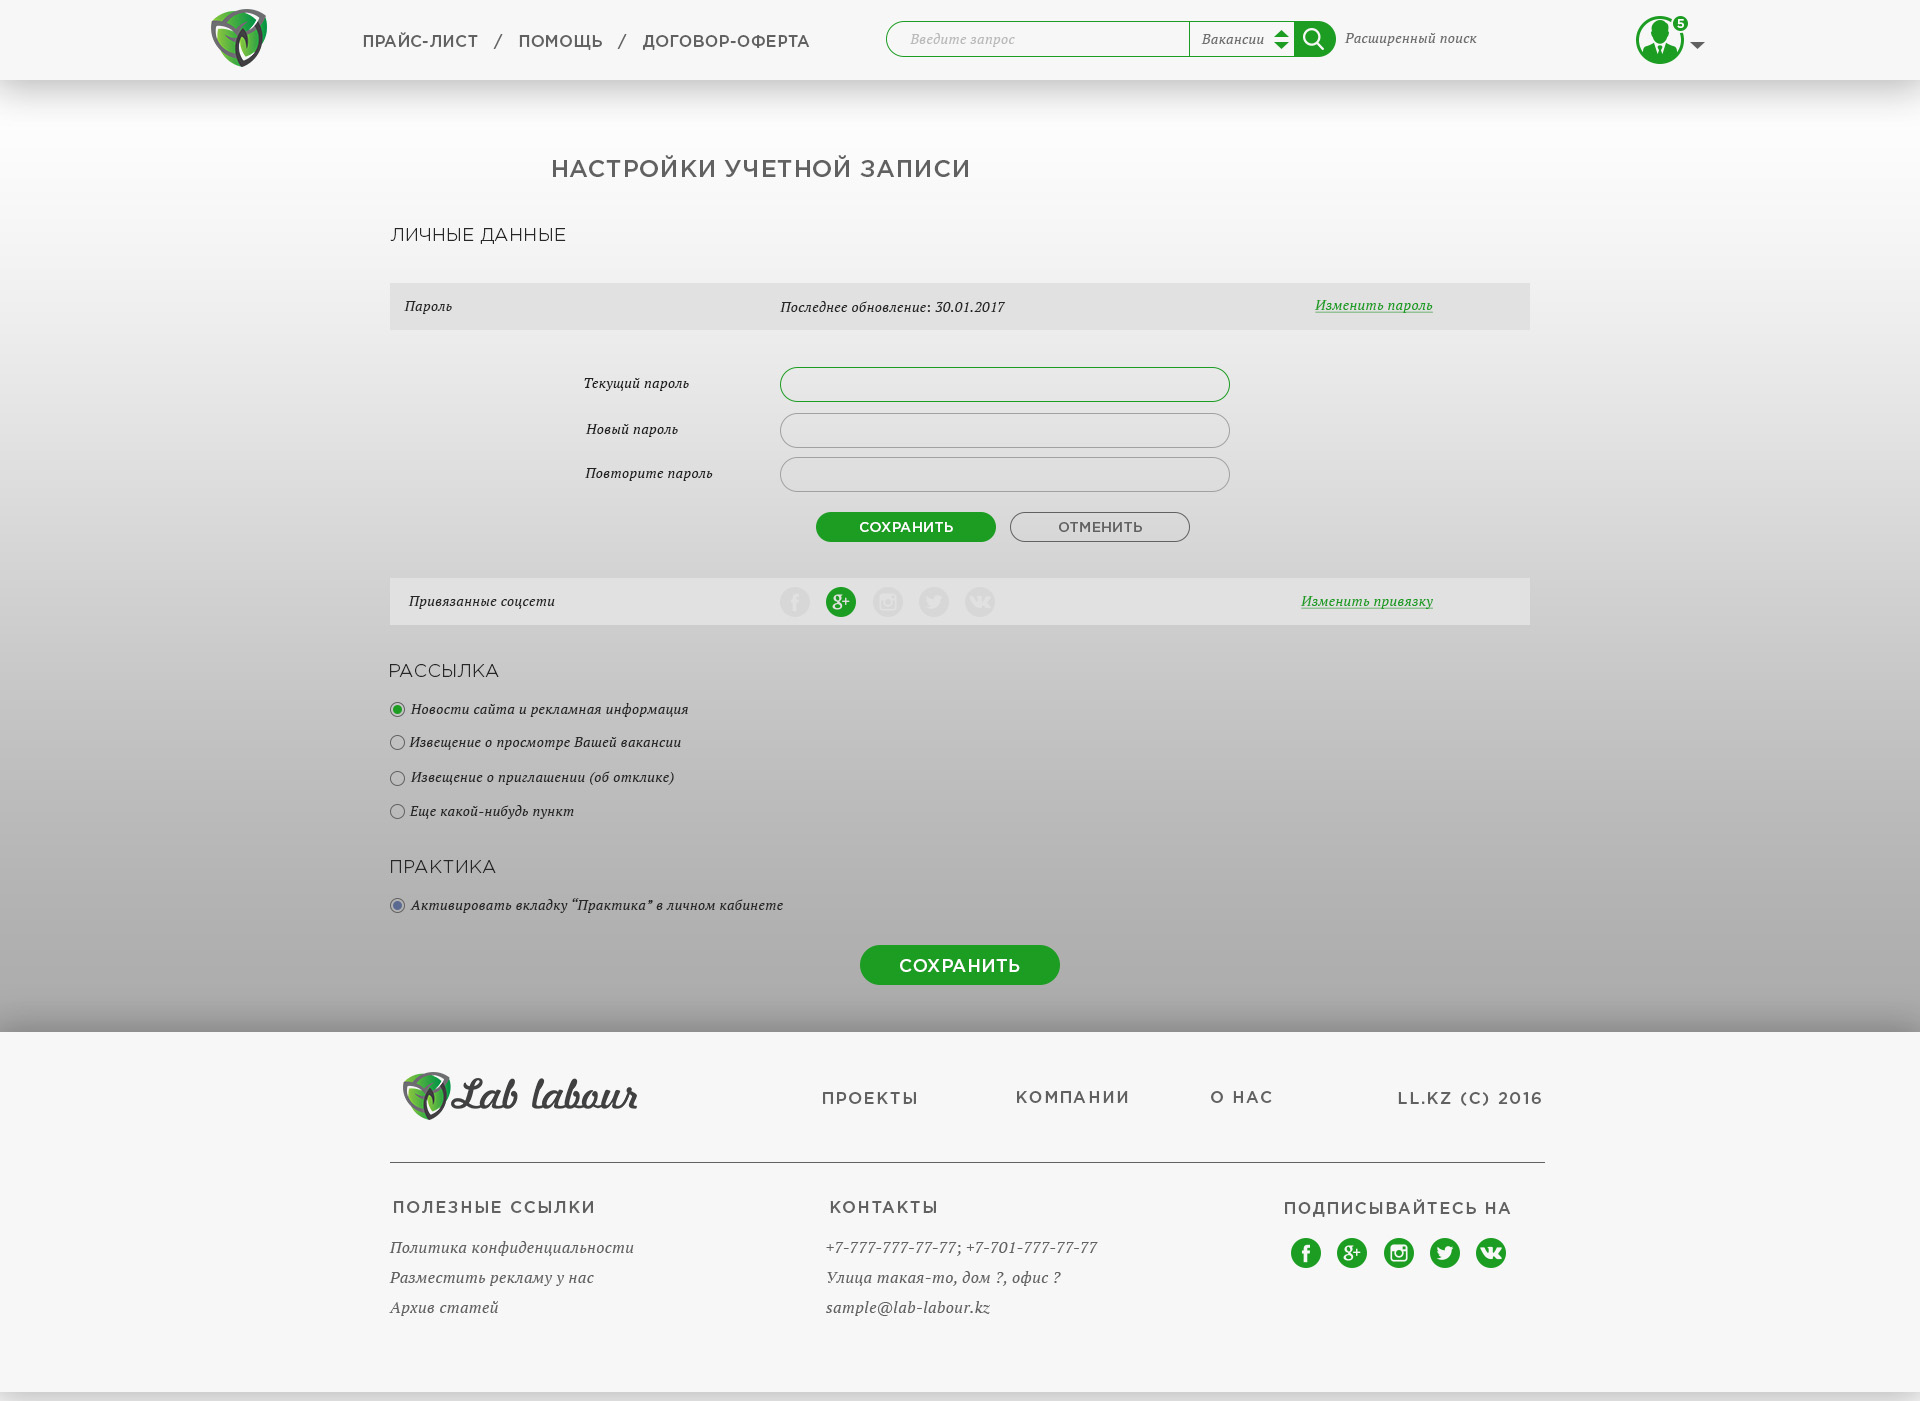 ПРАЙС-ЛИСТ / ПОМОЩЬ / ДОГОВОР-ОФЕРТА
Введите запрос
Вакансии
Расширенный поиск
5
НАСТРОЙКИ УЧЕТНОЙ ЗАПИСИ
ЛИЧНЫЕ ДАННЫЕ
Пароль
Последнее обновление: 30.01.2017
Изменить пароль
Текущий пароль
Новый пароль
Повторите пароль
СОХРАНИТЬ
ОТМЕНИТЬ
Привязанные соцсети
Изменить привязку
РАССЫЛКА
Новости сайта и рекламная информация
Извещение о просмотре Вашей вакансии
Извещение о приглашении (об отклике)
Еще какой-нибудь пункт
ПРАКТИКА
Активировать вкладку “Практика” в личном кабинете
СОХРАНИТЬ
Lab labour
ПРОЕКТЫ
КОМПАНИИ
О НАС
LL.KZ (C) 2016
ПОЛЕЗНЫЕ ССЫЛКИ
Политика конфиденциальности
Разместить рекламу у нас
Архив статей
КОНТАКТЫ
+7-777-777-77-77; +7-701-777-77-77
Улица такая-то, дом ?, офис ?
sample@lab-labour.kz
ПОДПИСЫВАЙТЕСЬ НА